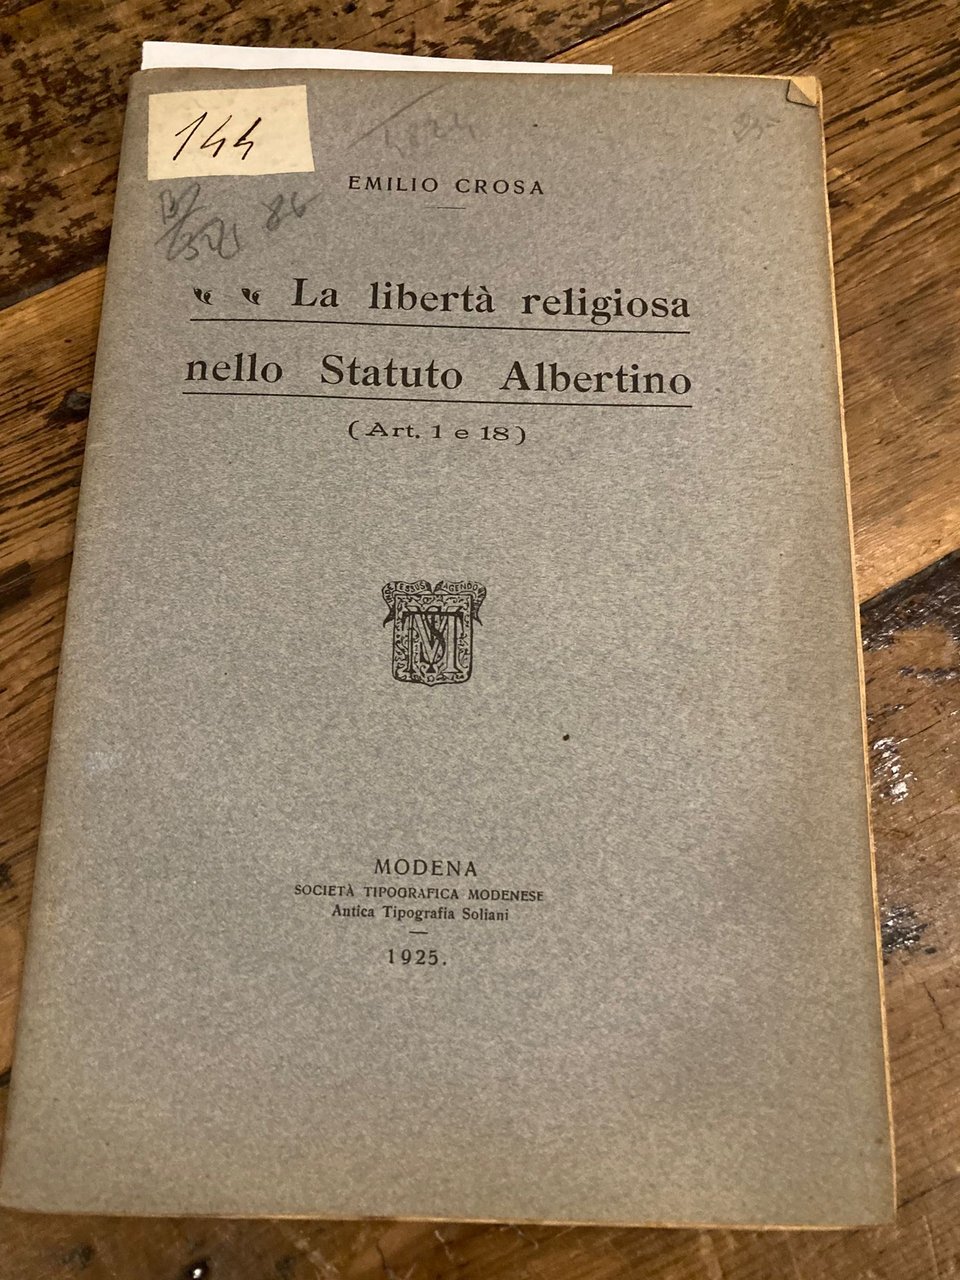 144
EMILIO CROSA
La libertà religiosa
nello Statuto Albertino
(Art. 1 e 18)
AGENDO
MODENA
SOCIETÀ TIPOGRAFICA MODENESE
Antica Tipografia Soliani
1925.